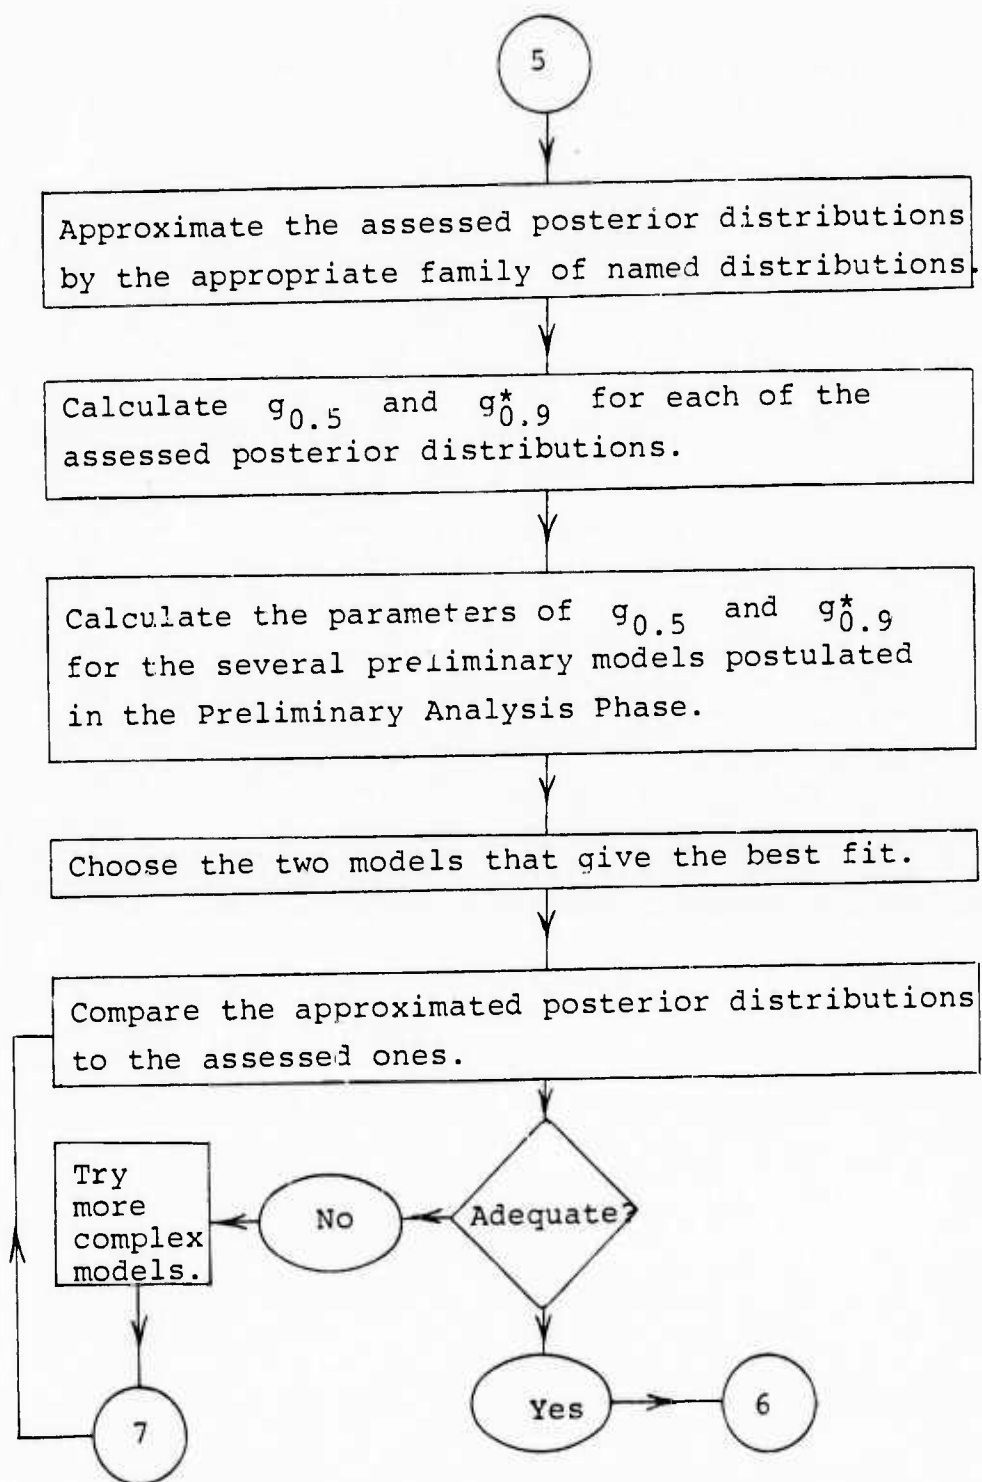 5
Approximate the assessed posterior distributions
by the appropriate family of named distributions.
Calculate g0.5 and g*0.9 for each of the
assessed posterior distributions.
Calculate the parameters of g0.5 and g*0.9
for the several preliminary models postulated
in the Preliminary Analysis Phase.
Choose the two models that give the best fit.
Compare the approximated posterior distributions
to the assessed ones.
Adequate?
No
Try
more
complex
models.
7
Yes
6